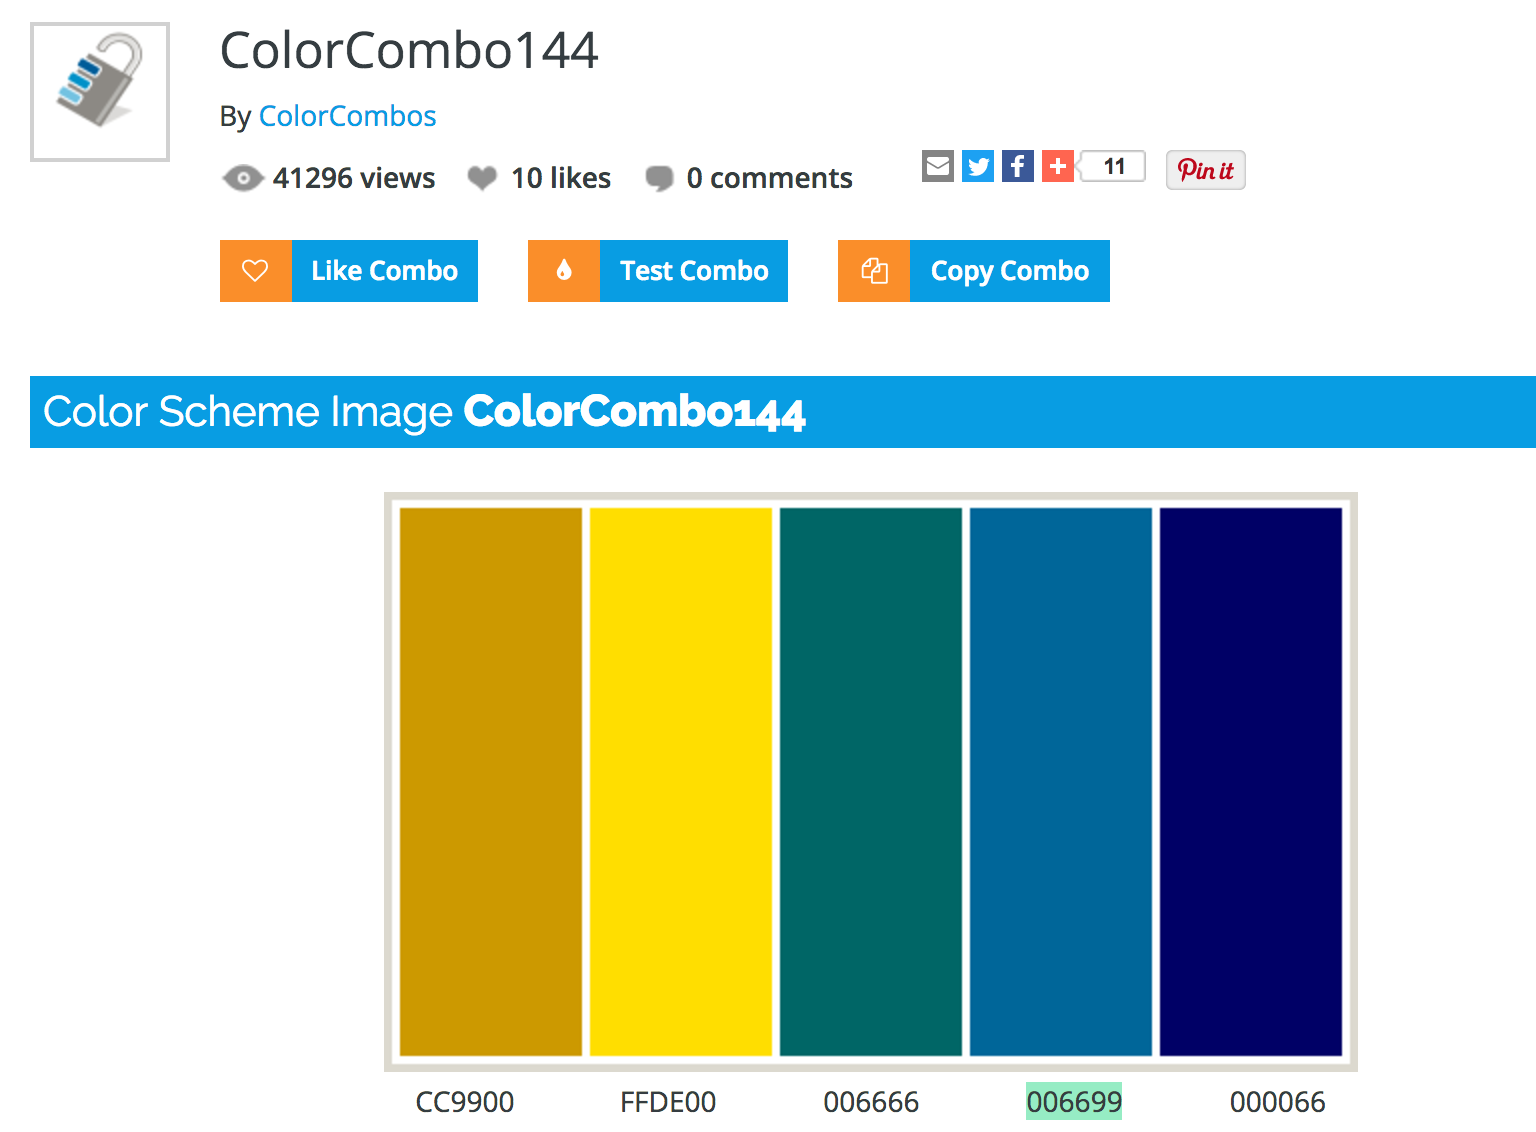 ColorCombo144
By ColorCombos
41296 views 10 likes 0 comments 11 Pin it
Like Combo Test Combo Copy Combo
Color Scheme Image ColorCombo144
CC9900 FFDE00 006666 006699 000066